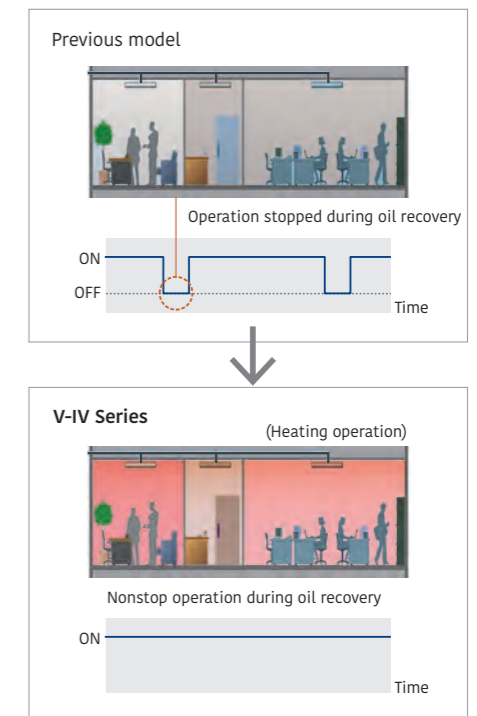 Previous model
Operation stopped during oil recovery
ON
OFF
Time
V-IV Series
(Heating operation)
Nonstop operation during oil recovery
ON
Time